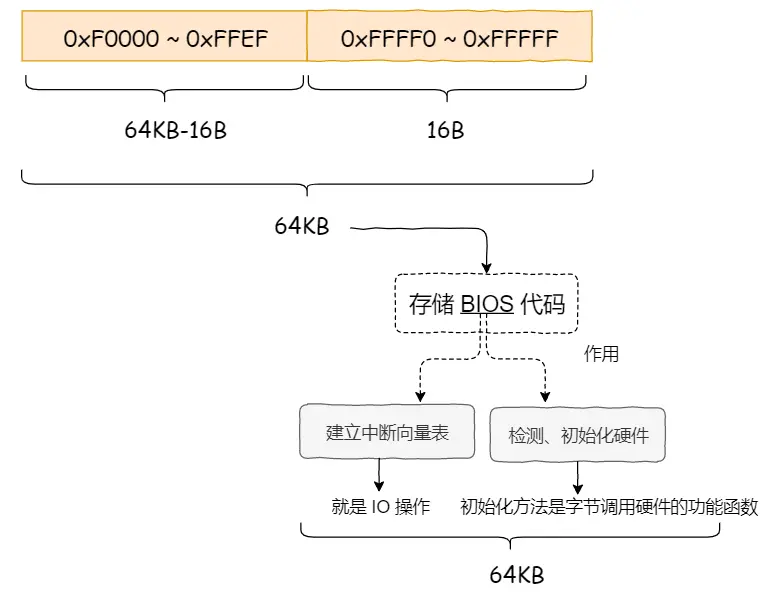 0xF0000 ~ 0xFFEF
0xFFFF0 ~ 0xFFFFF
64KB-16B
16B
64KB
存储 BIOS 代码
作用
建立中断向量表
检测、初始化硬件
就是 IO 操作
初始化方法是字节调用硬件的功能函数
64KB